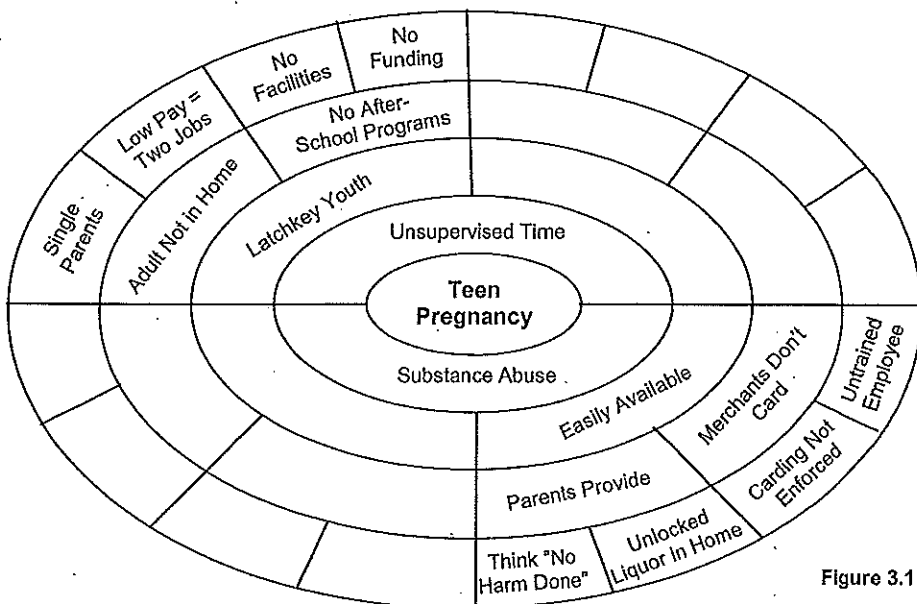 No
Facilities
No
Funding
Low Pay =
Two Jobs
No After-
School Programs
Single
Parents
Adult Not in Home
Latchkey Youth
Unsupervised Time
Teen
Pregnancy
Substance Abuse
Easily Available
Merchants Don't
Card
Untrained
Employee
Parents Provide
Carding Not
Enforced
Think "No
Harm Done"
Unlocked
Liquor In Home
Figure 3.1